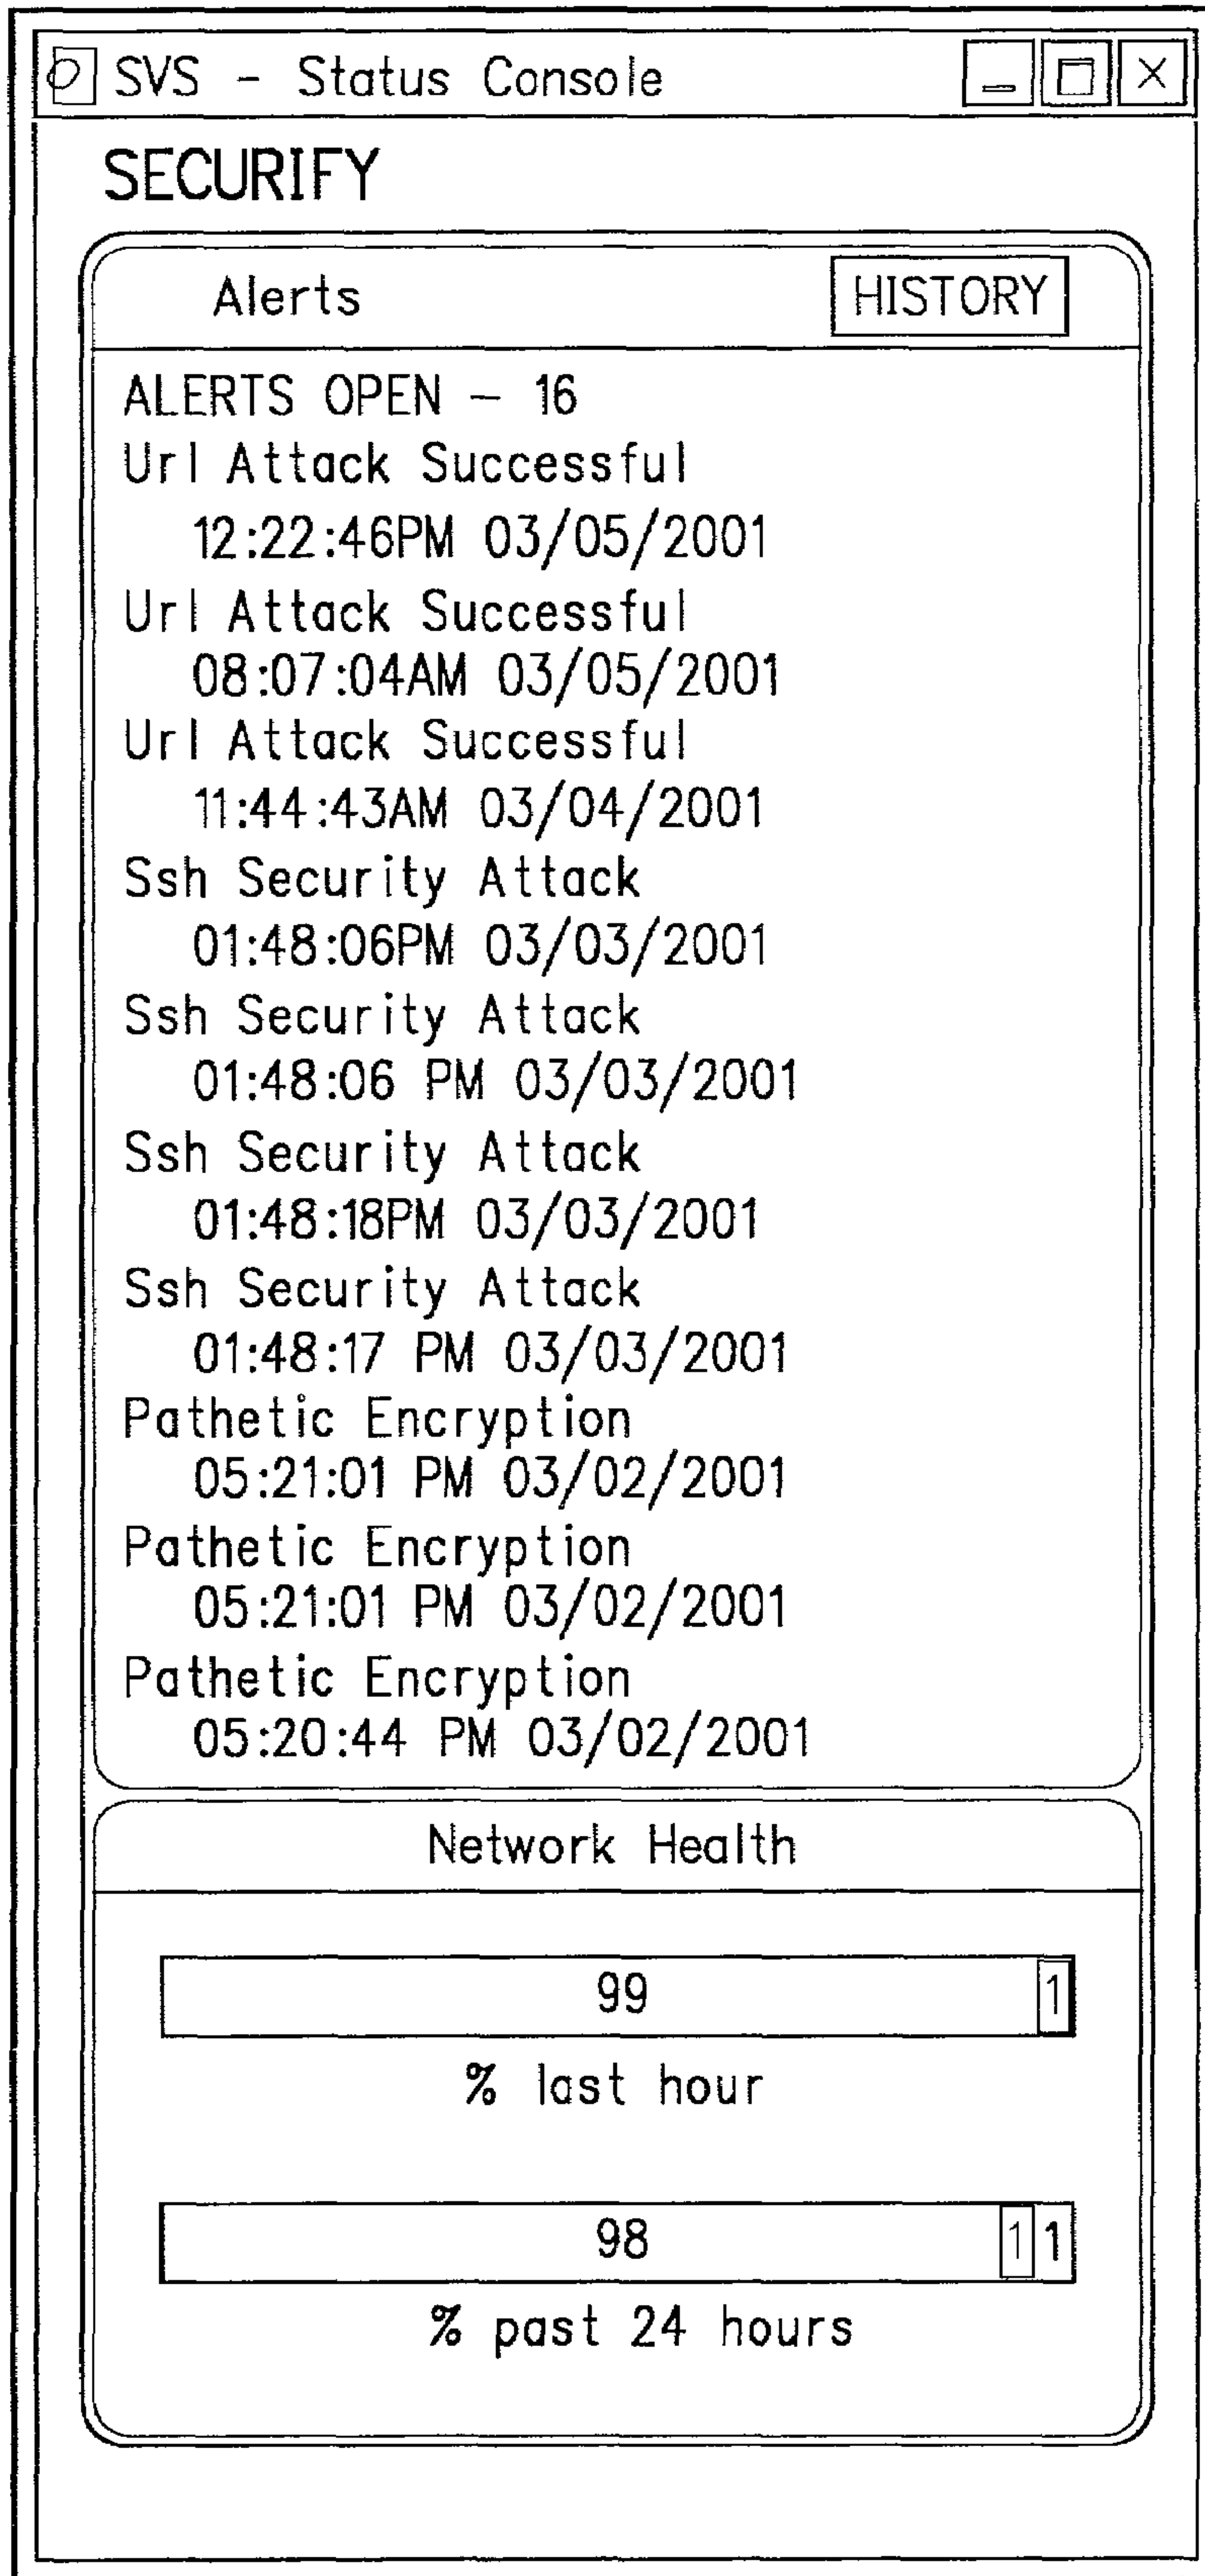 SVS - Status Console
SECURIFY
Alerts HISTORY
ALERTS OPEN – 16
Url Attack Successful
12:22:46PM 03/05/2001
Url Attack Successful
08:07:04AM 03/05/2001
Url Attack Successful
11:44:43AM 03/04/2001
Ssh Security Attack
01:48:06PM 03/03/2001
Ssh Security Attack
01:48:06 PM 03/03/2001
Ssh Security Attack
01:48:18PM 03/03/2001
Ssh Security Attack
01:48:17 PM 03/03/2001
Pathetic Encryption
05:21:01 PM 03/02/2001
Pathetic Encryption
05:21:01 PM 03/02/2001
Pathetic Encryption
05:20:44 PM 03/02/2001
Network Health
99 1
% last hour
98 1 1
% past 24 hours